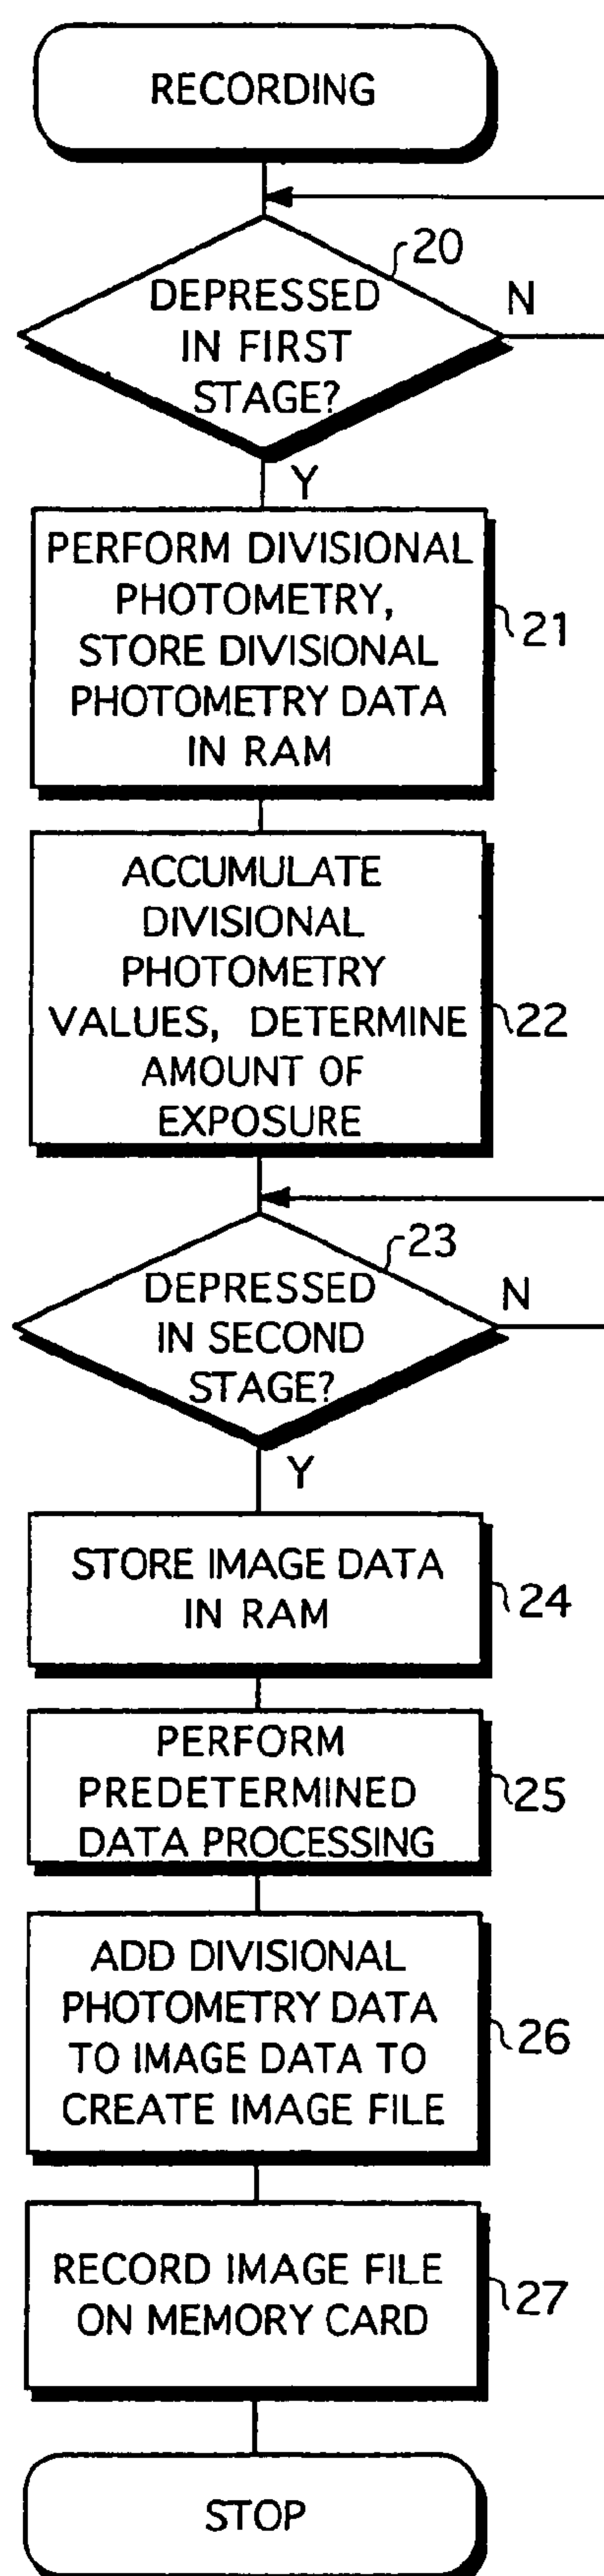 RECORDING
20
DEPRESSED
IN FIRST
STAGE?
N
Y
PERFORM DIVISIONAL
PHOTOMETRY,
STORE DIVISIONAL
PHOTOMETRY DATA
IN RAM
21
ACCUMULATE
DIVISIONAL
PHOTOMETRY
VALUES, DETERMINE
AMOUNT OF
EXPOSURE
22
23
DEPRESSED
IN SECOND
STAGE?
N
Y
STORE IMAGE DATA
IN RAM
24
PERFORM
PREDETERMINED
DATA PROCESSING
25
ADD DIVISIONAL
PHOTOMETRY DATA
TO IMAGE DATA TO
CREATE IMAGE FILE
26
RECORD IMAGE FILE
ON MEMORY CARD
27
STOP